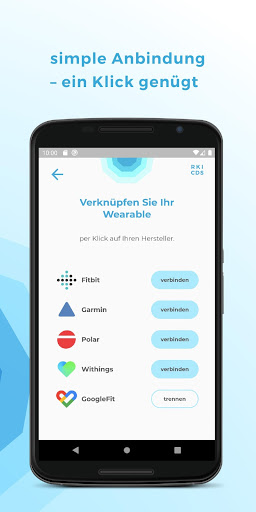 simple Anbindung
– ein Klick genügt
10:00
RKI
CDS
Verknüpfen Sie Ihr
Wearable
per Klick auf Ihren Hersteller.
Fitbit verbinden
Garmin verbinden
Polar verbinden
Withings verbinden
GoogleFit trennen